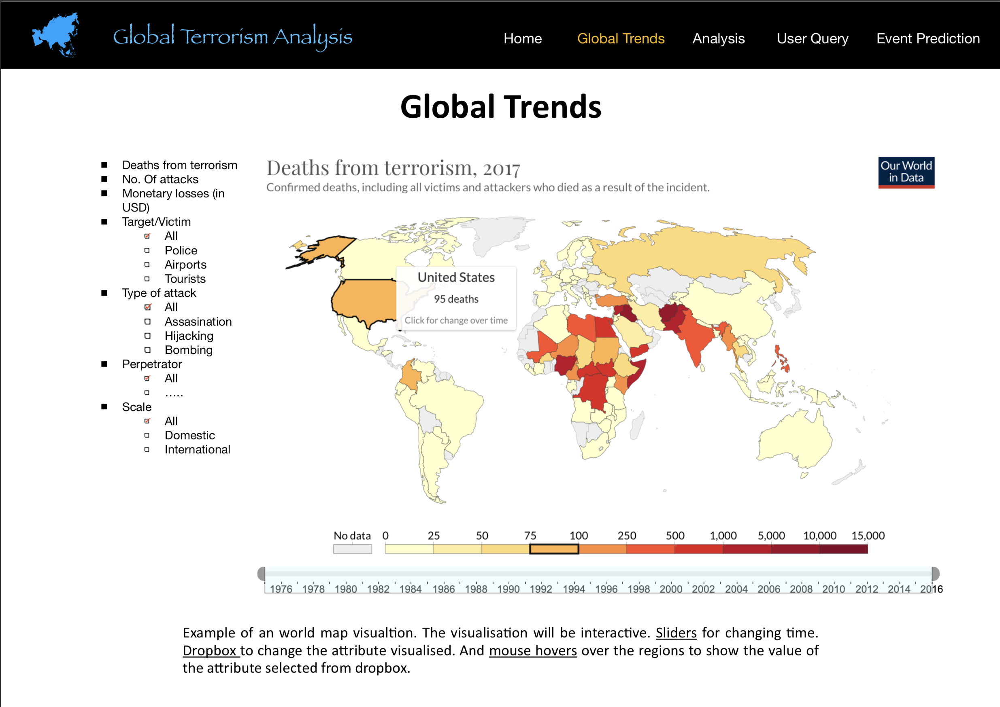 Global Terrorism Analysis
Home Global Trends Analysis User Query Event Prediction
Global Trends
Deaths from terrorism
No. Of attacks
Monetary losses (in
USD)
Target/Victim
All
Police
Airports
Tourists
Type of attack
All
Assasination
Hijacking
Bombing
Perpetrator
All
.....
Scale
All
Domestic
International
Deaths from terrorism, 2017
Confirmed deaths, including all victims and attackers who died as a result of the incident.
Our World
in Data
United States
95 deaths
Click for change over time
No data 0 25 50 75 100 250 500 1,000 5,000 10,000 15,000
1976 1978 1980 1982 1984 1986 1988 1990 1992 1994 1996 1998 2000 2002 2004 2006 2008 2010 2012 2014 2016
Example of an world map visualtion. The visualisation will be interactive. Sliders for changing time.
Dropbox to change the attribute visualised. And mouse hovers over the regions to show the value of
the attribute selected from dropbox.